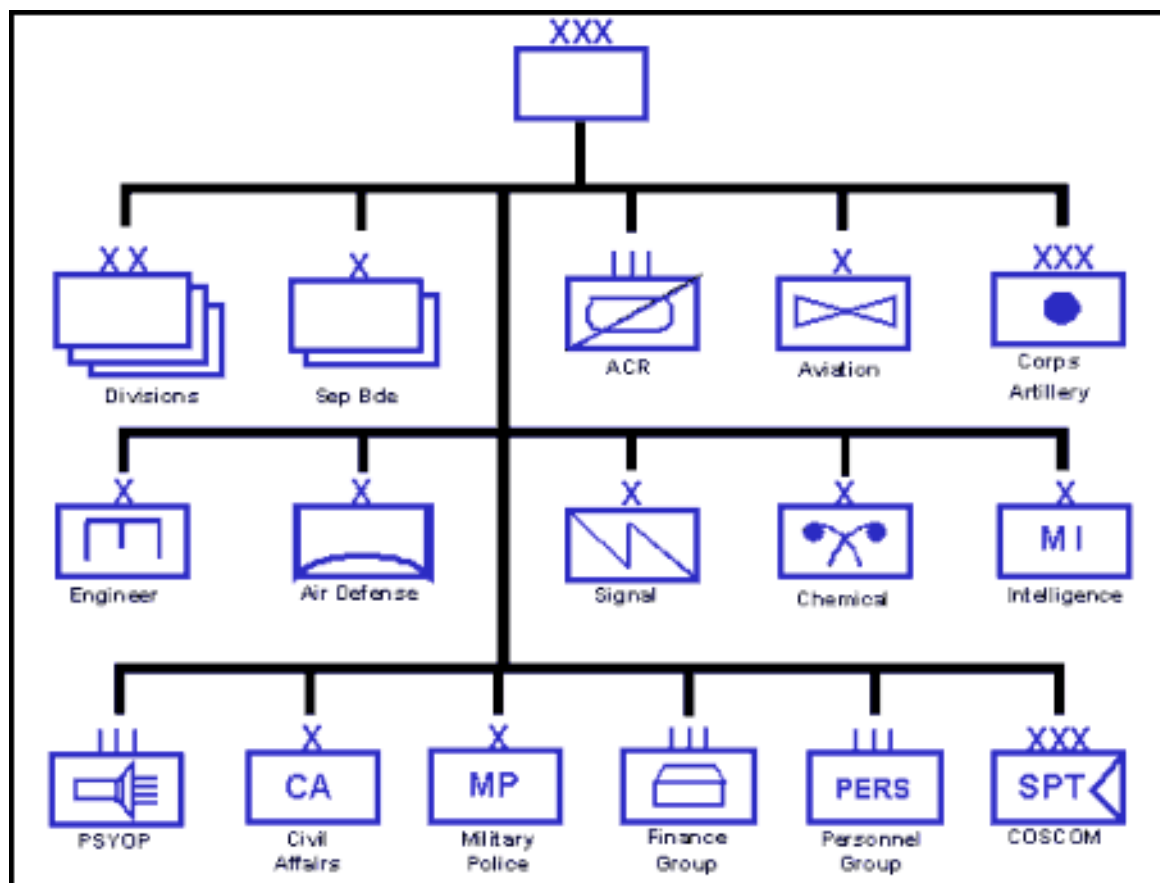 XXX
X X
X
III
X
XXX
Divisions
Sep Bde
ACR
Aviation
Corps
Artillery
X
X
X
X
X
MI
Engineer
Air Defense
Signal
Chemical
Intelligence
III
X
X
III
III
XXX
CA
MP
PERS
SPT
PSYOP
Civil
Affairs
Military
Police
Finance
Group
Personnel
Group
COSCOM